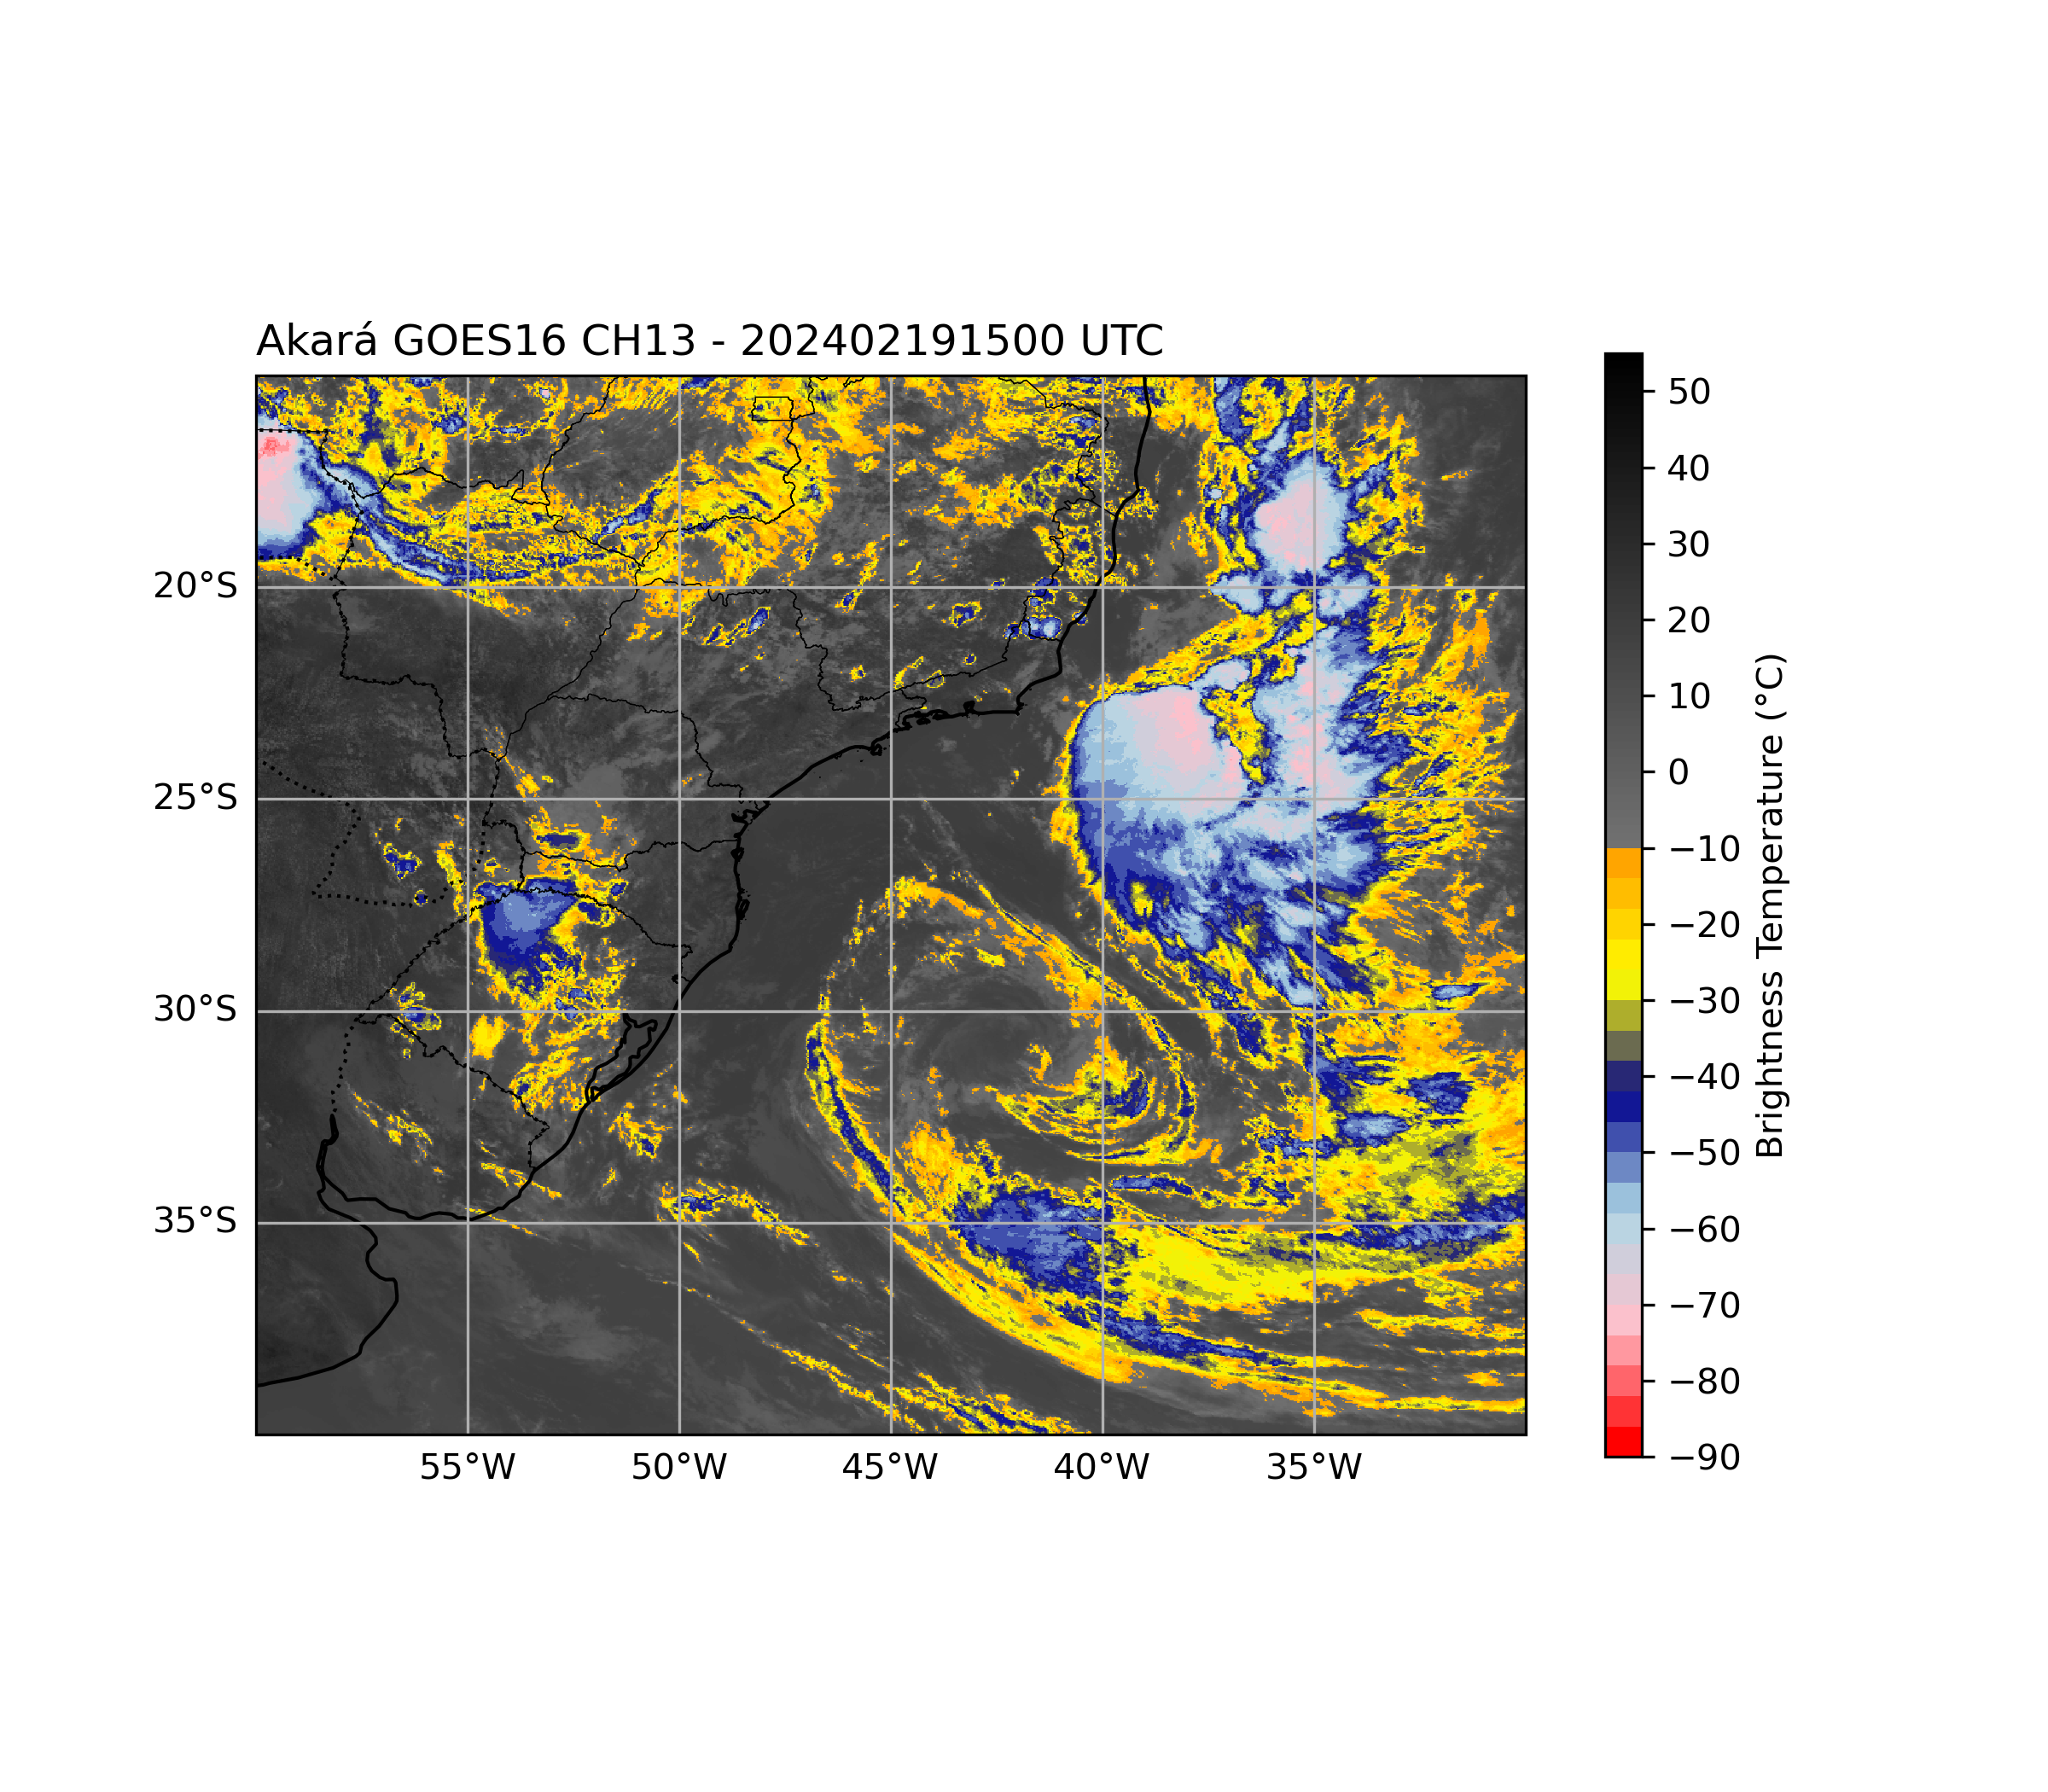 Akará GOES16 CH13 - 202402191500 UTC
20°S
25°S
30°S
35°S
55°W 50°W 45°W 40°W 35°W
50
40
30
20
10
0
−10
−20
−30
−40
−50
−60
−70
−80
−90
Brightness Temperature (°C)